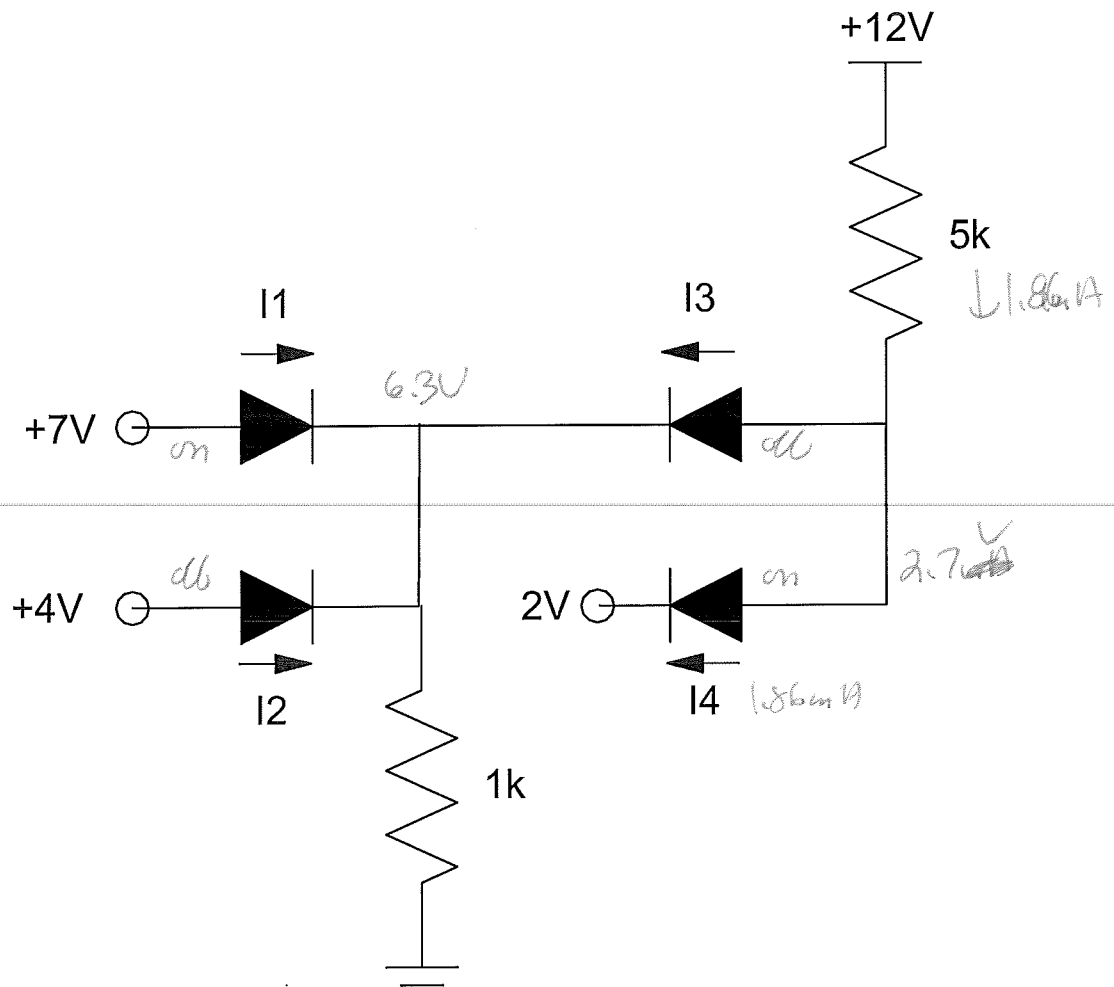 +12V
5k
↓1.86mA
I1
I3
6.3V
+7V
on
off
off
on
2.7V
+4V
2V
I2
I4
1.86mA
1k